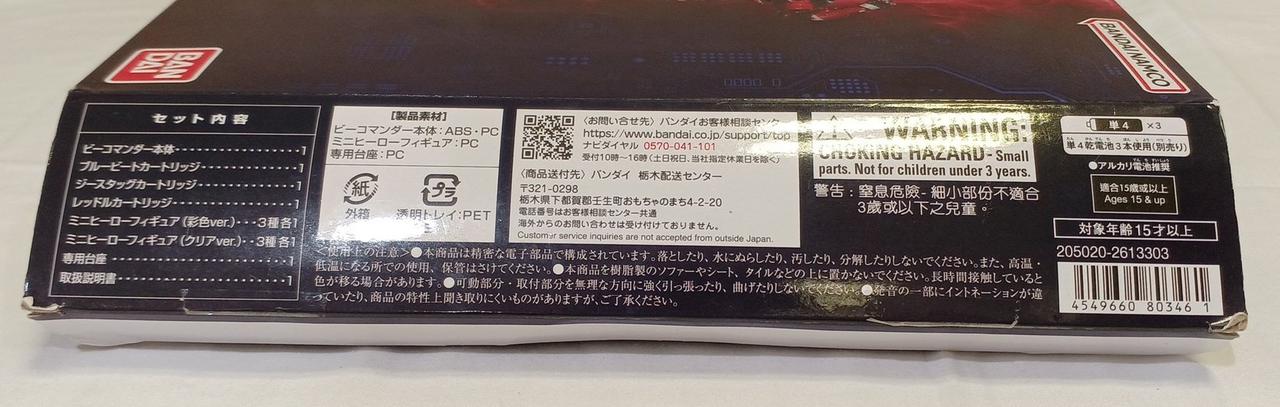 BAN
DAI
BANDAI NAMCO
セット内容
ビーコマンダー本体‥‥‥‥‥‥‥‥1
ブルービートカートリッジ‥‥‥‥‥1
ジースタッグカートリッジ‥‥‥‥‥1
レッドルカートリッジ‥‥‥‥‥‥‥1
ミニヒーローフィギュア(彩色ver.)‥3種各1
ミニヒーローフィギュア(クリアver.)‥3種各1
専用台座‥‥‥‥‥‥‥‥‥‥‥‥‥1
取扱説明書‥‥‥‥‥‥‥‥‥‥‥‥1
【製品素材】
ビーコマンダー本体:ABS・PC
ミニヒーローフィギュア:PC
専用台座:PC
紙
外箱
プラ
透明トレイ:PET
〈お問い合せ先〉バンダイお客様相談センター
https://www.bandai.co.jp/support/top
ナビダイヤル 0570-041-101
受付10時~16時(土日祝日、当社指定休業日を除く)
〈商品送付先〉バンダイ 栃木配送センター
〒321-0298
栃木県下都賀郡壬生町おもちゃのまち4-2-20
電話番号はお客様相談センター共通
海外からのお問い合せは受け付けておりません。
Customer service inquiries are not accepted from outside Japan.
<使用上の注意>●本商品は精密な電子部品で構成されています。落としたり、水にぬらしたり、汚したり、分解したりしないでください。また、高温・
低温になる所での使用、保管はさけてください。●本商品を樹脂製のソファーやシート、タイルなどの上に置かないでください。長時間接触していると
色が移る場合があります。●可動部分・取付部分を無理な方向に強く引っ張ったり、曲げたりしないでください。●発音の一部にイントネーションが違
っていたり、商品の特性上聞き取りにくいものがありますが、ご了承ください。
WARNING:
CHOKING HAZARD - Small
parts. Not for children under 3 years.
警告:窒息危險-細小部份不適合
3歲或以下之兒童。
単4 ×3
単4乾電池3本使用(別売り)
●アルカリ電池推奨
適合15歲或以上
Ages 15 & up
対象年齢15才以上
205020-2613303
4549660 80346 1